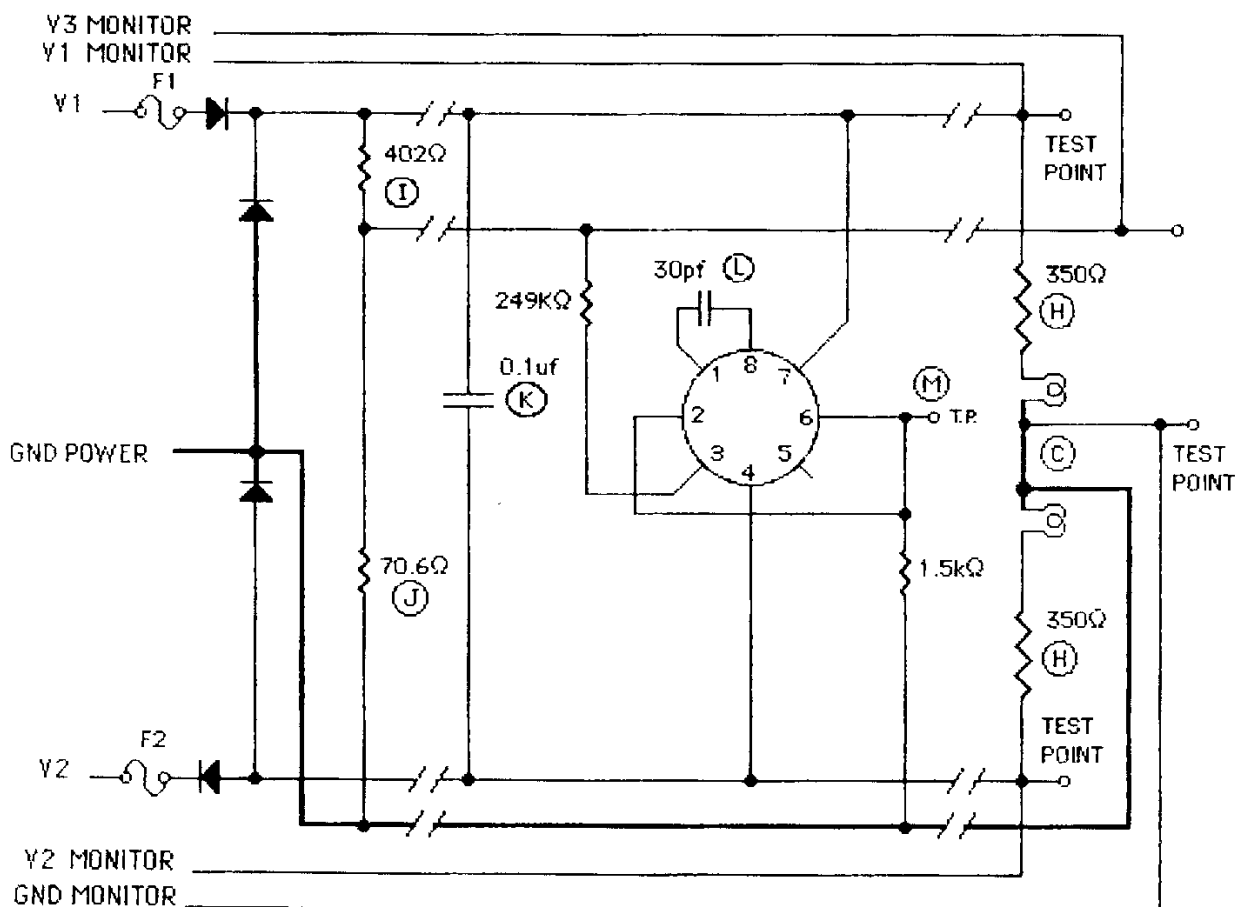 V3 MONITOR
V1 MONITOR
F1
V1
TEST
POINT
402Ω
I
30pf L
350Ω
H
249KΩ
1
8
7
0.1uf
K
M
2
6
T.P.
3
4
5
C
GND POWER
TEST
POINT
70.6Ω
J
1.5kΩ
350Ω
H
F2
TEST
POINT
V2
V2 MONITOR
GND MONITOR